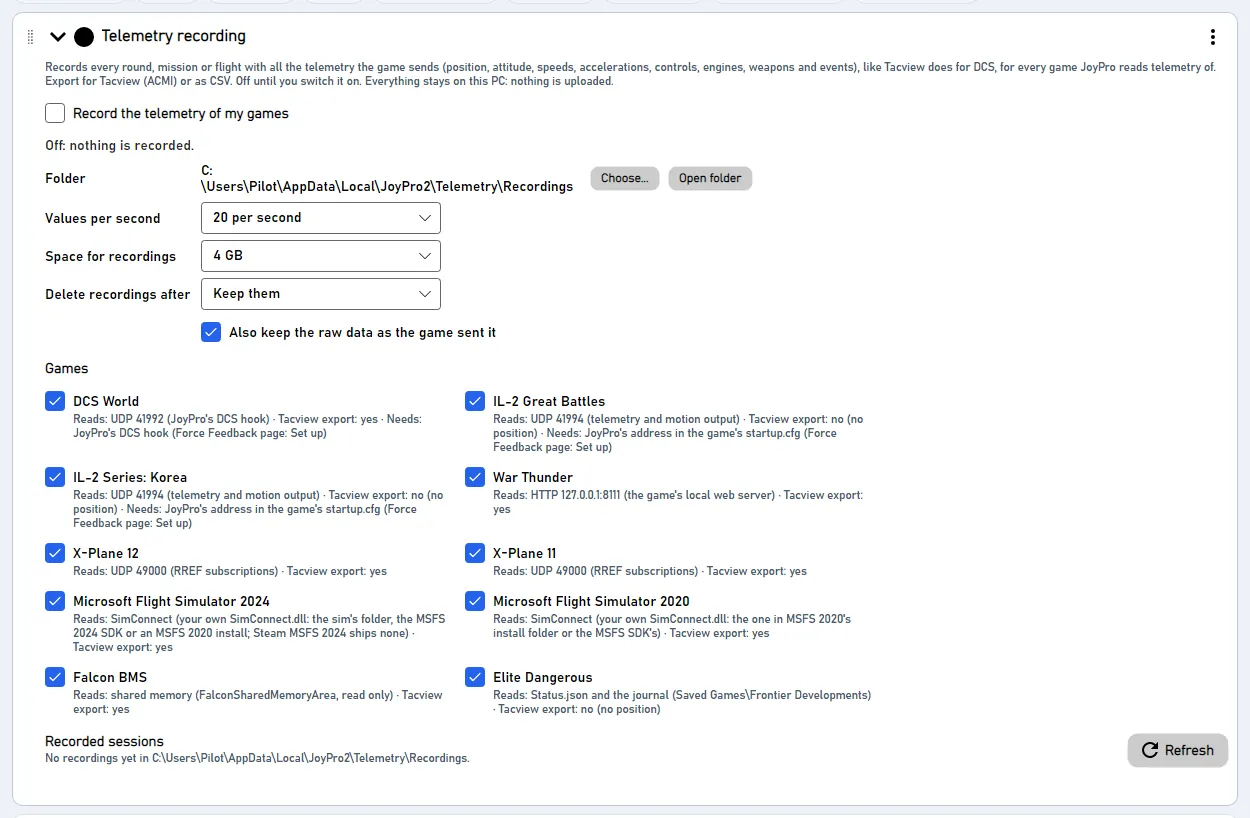 Telemetry recording
Records every round, mission or flight with all the telemetry the game sends (position, attitude, speeds, accelerations, controls, engines, weapons and events), like Tacview does for DCS, for every game JoyPro reads telemetry of.
Export for Tacview (ACMI) or as CSV. Off until you switch it on. Everything stays on this PC: nothing is uploaded.
Record the telemetry of my games
Off: nothing is recorded.
Folder
C:
\Users\Pilot\AppData\Local\JoyPro2\Telemetry\Recordings
Choose...
Open folder
Values per second
20 per second
Space for recordings
4 GB
Delete recordings after
Keep them
Also keep the raw data as the game sent it
Games
DCS World
Reads: UDP 41992 (JoyPro's DCS hook) · Tacview export: yes · Needs:
JoyPro's DCS hook (Force Feedback page: Set up)
IL-2 Great Battles
Reads: UDP 41994 (telemetry and motion output) · Tacview export: no (no
position) · Needs: JoyPro's address in the game's startup.cfg (Force
Feedback page: Set up)
IL-2 Series: Korea
Reads: UDP 41994 (telemetry and motion output) · Tacview export: no (no
position) · Needs: JoyPro's address in the game's startup.cfg (Force
Feedback page: Set up)
War Thunder
Reads: HTTP 127.0.0.1:8111 (the game's local web server) · Tacview export:
yes
X-Plane 12
Reads: UDP 49000 (RREF subscriptions) · Tacview export: yes
X-Plane 11
Reads: UDP 49000 (RREF subscriptions) · Tacview export: yes
Microsoft Flight Simulator 2024
Reads: SimConnect (your own SimConnect.dll: the sim's folder, the MSFS
2024 SDK or an MSFS 2020 install; Steam MSFS 2024 ships none) ·
Tacview export: yes
Microsoft Flight Simulator 2020
Reads: SimConnect (your own SimConnect.dll: the one in MSFS 2020's
install folder or the MSFS SDK's) · Tacview export: yes
Falcon BMS
Reads: shared memory (FalconSharedMemoryArea, read only) · Tacview
export: yes
Elite Dangerous
Reads: Status.json and the journal (Saved Games\Frontier Developments)
· Tacview export: no (no position)
Recorded sessions
No recordings yet in C:\Users\Pilot\AppData\Local\JoyPro2\Telemetry\Recordings.
Refresh